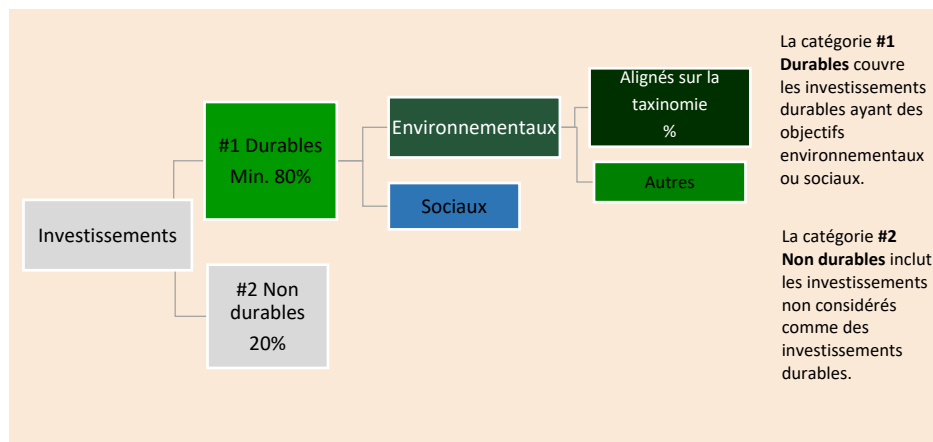 Investissements
#1 Durables
Min. 80%
#2 Non
durables
20%
Environnementaux
Sociaux
Alignés sur la
taxinomie
%
Autres
La catégorie #1
Durables couvre
les investissements
durables ayant des
objectifs
environnementaux
ou sociaux.
La catégorie #2
Non durables inclut
les investissements
non considérés
comme des
investissements
durables.